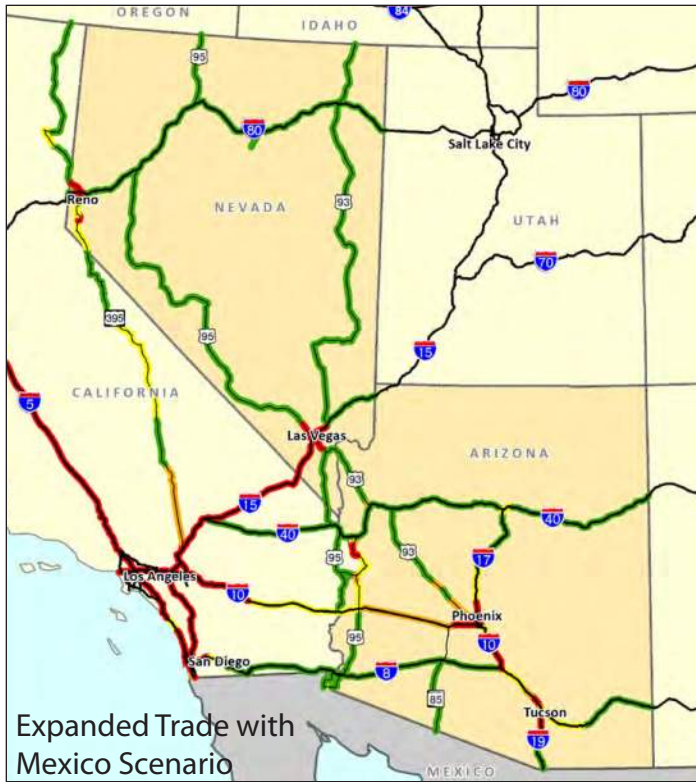 OREGON
IDAHO
84
95
80
80
Salt Lake City
Reno
NEVADA
93
UTAH
70
395
95
15
CALIFORNIA
5
Las Vegas
ARIZONA
15
93
40
40
95
93
17
Los Angeles
10
Phoenix
95
10
San Diego
8
85
Tucson
19
Expanded Trade with
Mexico Scenario
MEXICO